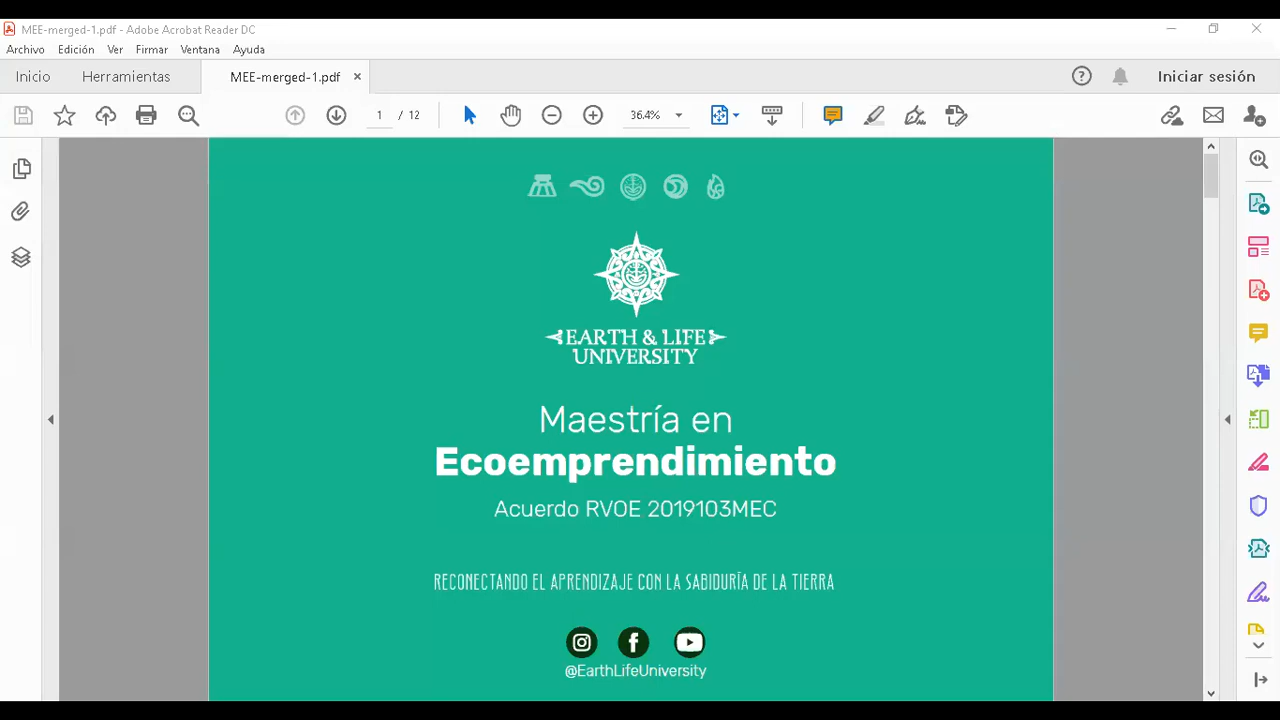 MEE-merged-1.pdf - Adobe Acrobat Reader DC
Archivo Edición Ver Firmar Ventana Ayuda
Inicio Herramientas MEE-merged-1.pdf × Iniciar sesión
1 / 12 36.4%
EARTH & LIFE
UNIVERSITY
Maestría en
Ecoemprendimiento
Acuerdo RVOE 2019103MEC
RECONECTANDO EL APRENDIZAJE CON LA SABIDURÍA DE LA TIERRA
@EarthLifeUniversity